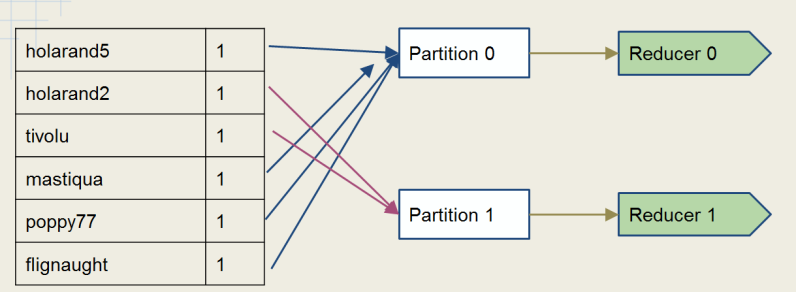 holarand5 1 Partition 0 Reducer 0
holarand2 1
tivolu 1
mastiqua 1
poppy77 1 Partition 1 Reducer 1
flignaught 1